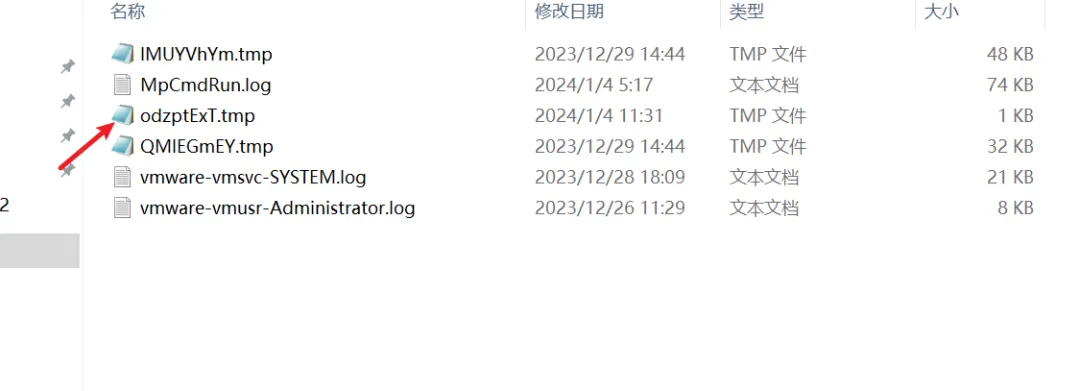 名称 修改日期 类型 大小
IMUYVhYm.tmp 2023/12/29 14:44 TMP 文件 48 KB
MpCmdRun.log 2024/1/4 5:17 文本文档 74 KB
odzptExT.tmp 2024/1/4 11:31 TMP 文件 1 KB
QMIEGmEY.tmp 2023/12/29 14:44 TMP 文件 32 KB
vmware-vmsvc-SYSTEM.log 2023/12/28 18:09 文本文档 21 KB
2
vmware-vmusr-Administrator.log 2023/12/26 11:29 文本文档 8 KB